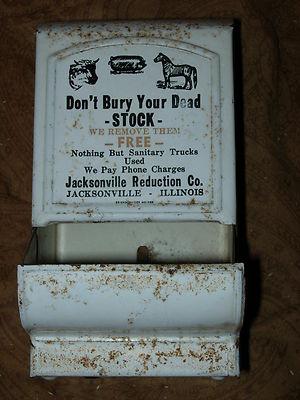 Don't Bury Your Dead
- STOCK -
WE REMOVE THEM
- FREE -
Nothing But Sanitary Trucks
Used
We Pay Phone Charges
Jacksonville Reduction Co.
JACKSONVILLE - ILLINOIS